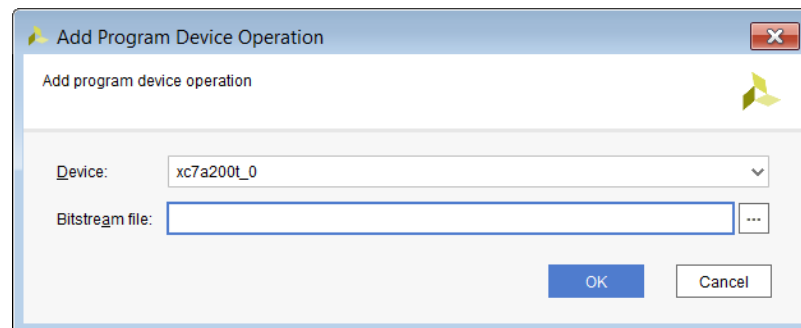 Add Program Device Operation
Add program device operation
Device: xc7a200t_0
Bitstream file: ...
OK Cancel